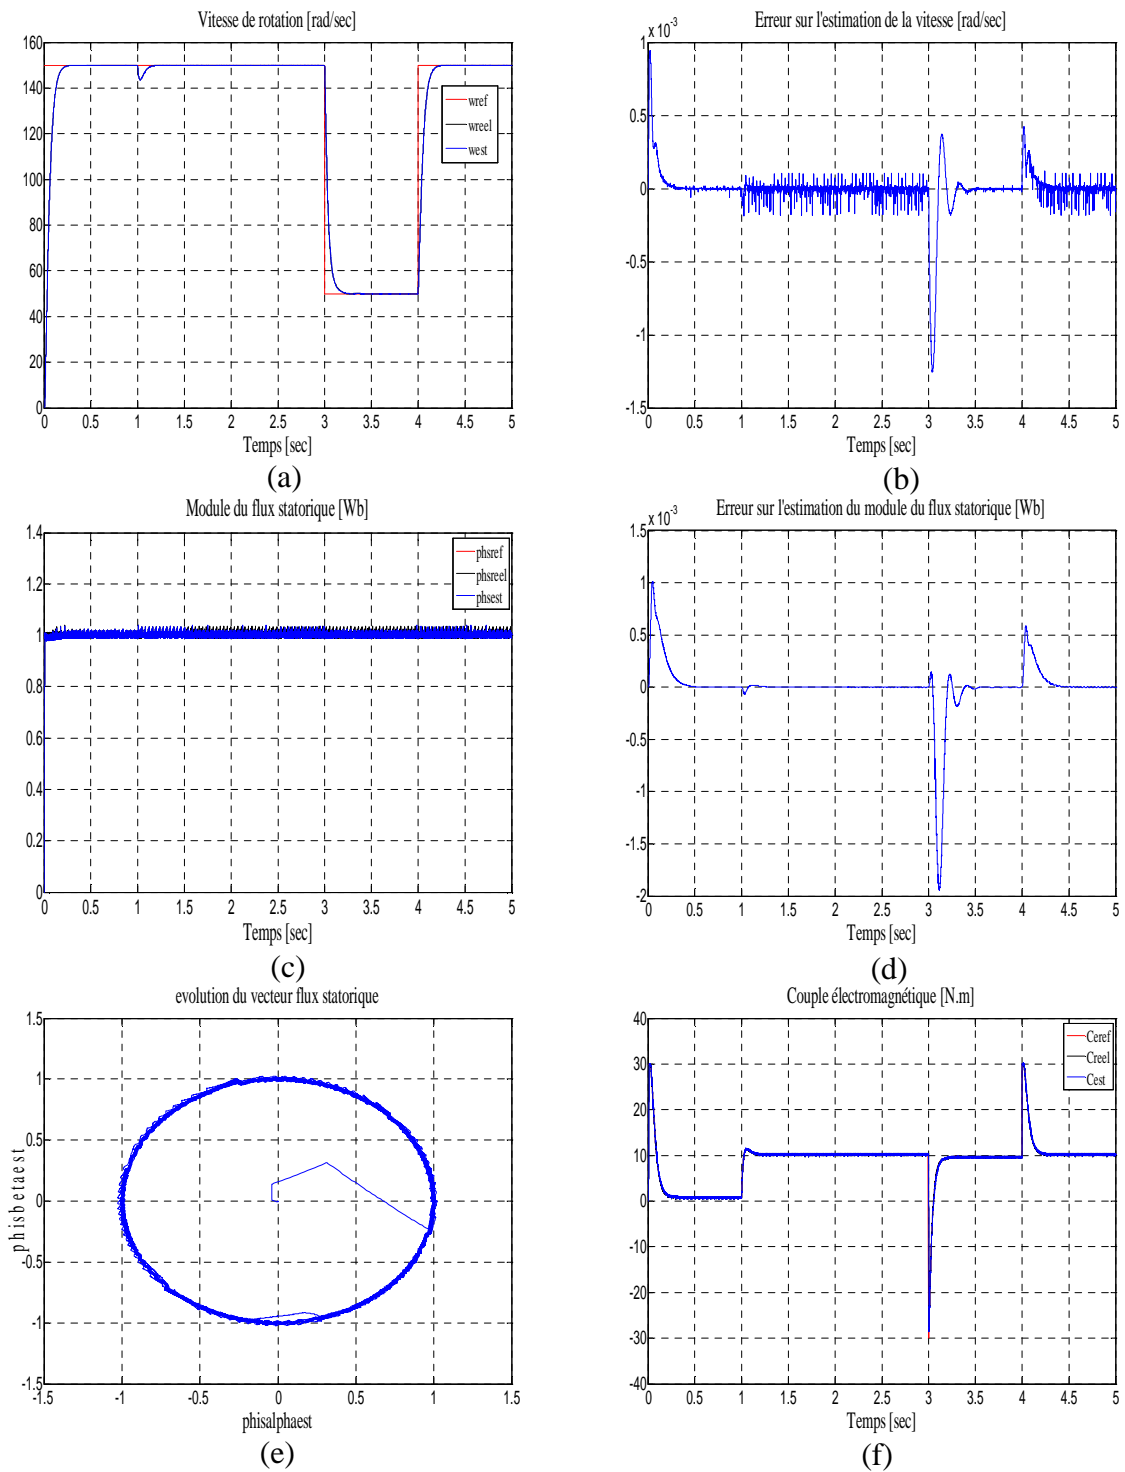 Vitesse de rotation [rad/sec]
160
140
120
100
80
60
40
20
0
wref
wreel
west
0 0.5 1 1.5 2 2.5 3 3.5 4 4.5 5
Temps [sec]
(a)
Erreur sur l'estimation de la vitesse [rad/sec]
x 10-3
1
0.5
0
-0.5
-1
-1.5
0 0.5 1 1.5 2 2.5 3 3.5 4 4.5 5
Temps [sec]
(b)
Module du flux statorique [Wb]
1.4
1.2
1
0.8
0.6
0.4
0.2
0
phsref
phsreel
phsest
0 0.5 1 1.5 2 2.5 3 3.5 4 4.5 5
Temps [sec]
(c)
Erreur sur l'estimation du module du flux statorique [Wb]
x 10-3
1.5
1
0.5
0
-0.5
-1
-1.5
-2
0 0.5 1 1.5 2 2.5 3 3.5 4 4.5 5
Temps [sec]
(d)
evolution du vecteur flux statorique
phisbetaest
1.5
1
0.5
0
-0.5
-1
-1.5
-1.5 -1 -0.5 0 0.5 1 1.5
phisalphaest
(e)
Couple électromagnétique [N.m]
40
30
20
10
0
-10
-20
-30
-40
Ceref
Creel
Cest
0 0.5 1 1.5 2 2.5 3 3.5 4 4.5 5
Temps [sec]
(f)